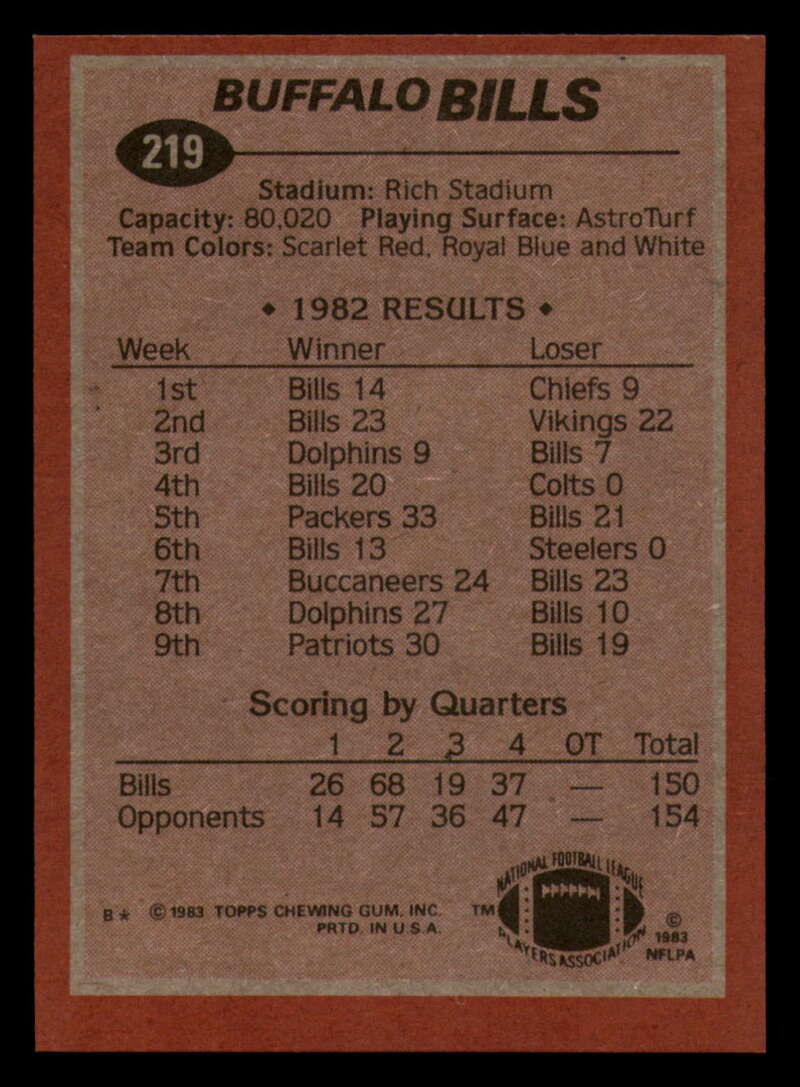 BUFFALO BILLS
219
Stadium: Rich Stadium
Capacity: 80,020 Playing Surface: AstroTurf
Team Colors: Scarlet Red, Royal Blue and White
◆ 1982 RESULTS ◆
Week Winner Loser
1st Bills 14 Chiefs 9
2nd Bills 23 Vikings 22
3rd Dolphins 9 Bills 7
4th Bills 20 Colts 0
5th Packers 33 Bills 21
6th Bills 13 Steelers 0
7th Buccaneers 24 Bills 23
8th Dolphins 27 Bills 10
9th Patriots 30 Bills 19
Scoring by Quarters
1 2 3 4 OT Total
Bills 26 68 19 37 — 150
Opponents 14 57 36 47 — 154
NATIONAL FOOTBALL LEAGUE
PLAYERS ASSOCIATION
B* © 1983 TOPPS CHEWING GUM, INC. TM
PRTD. IN U.S.A.
© 1983
NFLPA